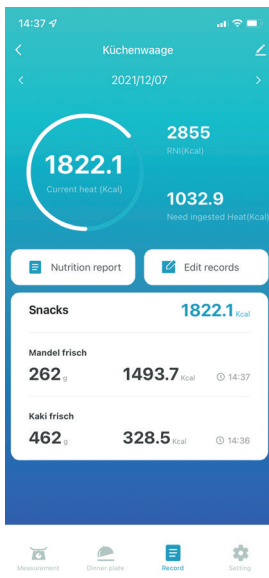 14:37
Küchenwaage
2021/12/07
2855
RNI(Kcal)
1822.1
Current heat (Kcal)
1032.9
Need ingested Heat(Kcal)
Nutrition report
Edit records
Snacks 1822.1 Kcal
Mandel frisch
262 g 1493.7 Kcal 14:37
Kaki frisch
462 g 328.5 Kcal 14:36
Measurement Dinner plate Record Setting